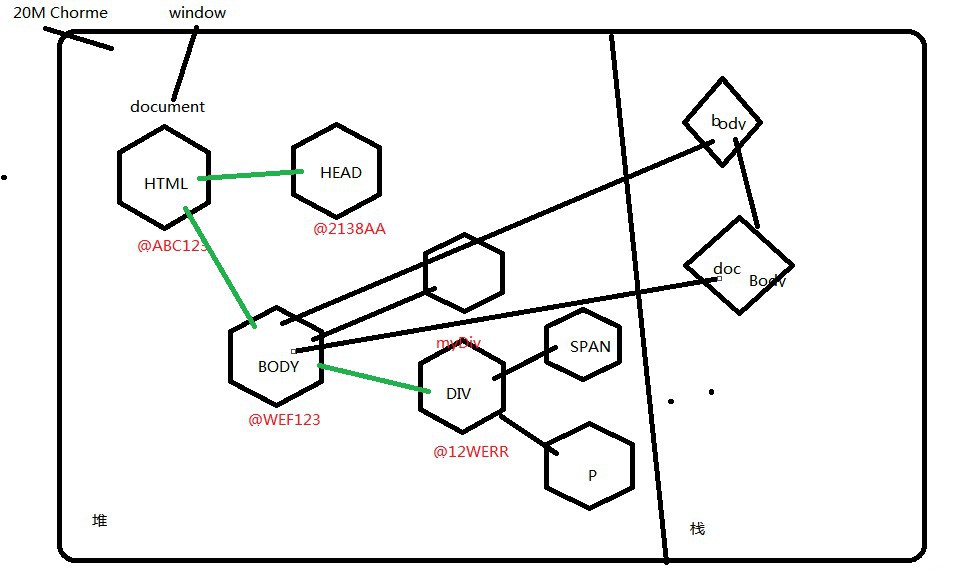 20M Chorme
window
document
HTML
HEAD
@ABC123
@2138AA
body
doc Body
BODY
myDiv
SPAN
DIV
@WEF123
@12WERR
P
堆
栈